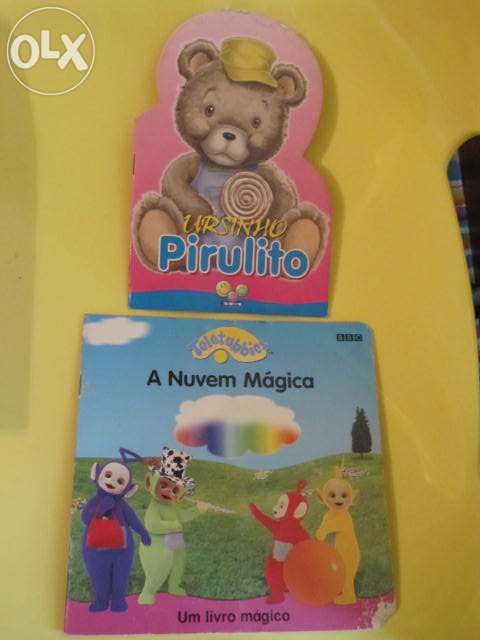 OLX
URSINHO
Pirulito
Teletubbies
BBC
A Nuvem Mágica
Um livro mágico